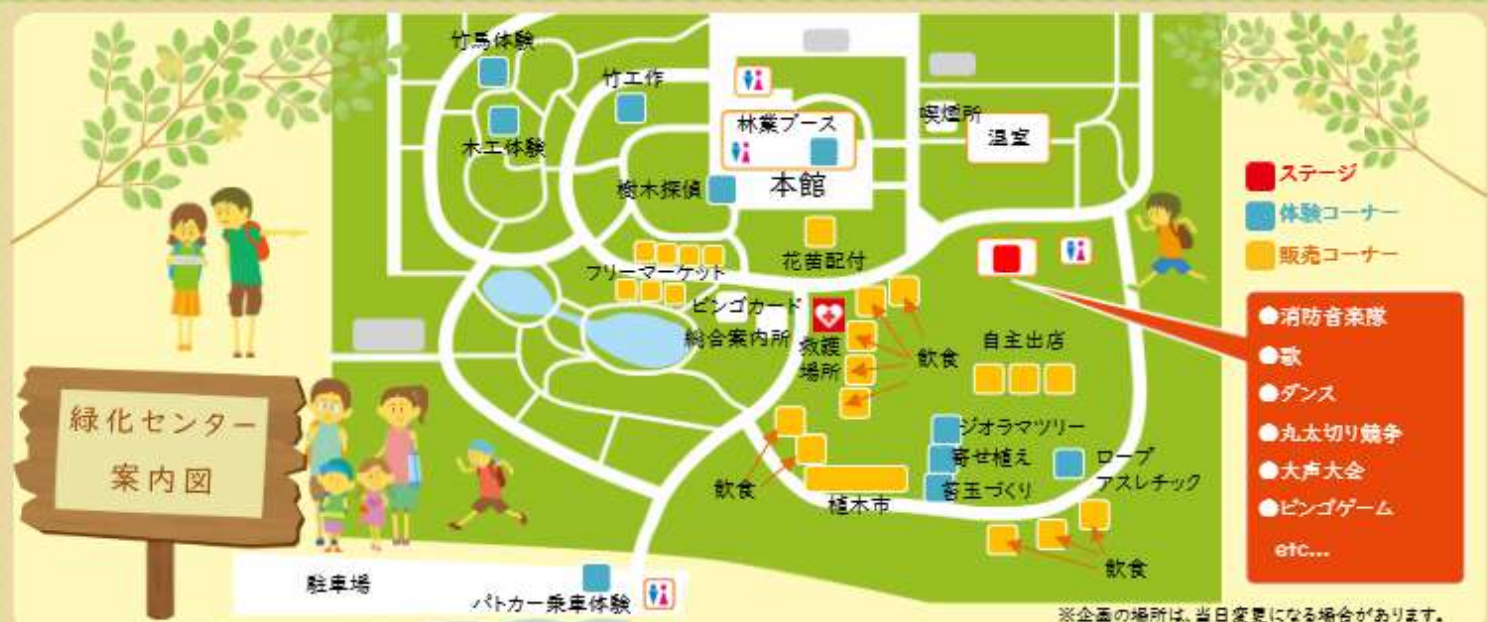 竹馬体験
竹工作
木工体験
林業ブース
喫煙所
温室
樹木探偵
本館
花苗配付
フリーマーケット
ビンゴカード
総合案内所
救護
場所
飲食
自主出店
ジオラマツリー
寄せ植え
苔玉づくり
ロープ
アスレチック
飲食
植木市
飲食
駐車場
パトカー乗車体験
緑化センター
案内図
ステージ
体験コーナー
販売コーナー
●消防音楽隊
●歌
●ダンス
●丸太切り競争
●大声大会
●ビンゴゲーム
etc...
※企画の場所は、当日変更になる場合があります。